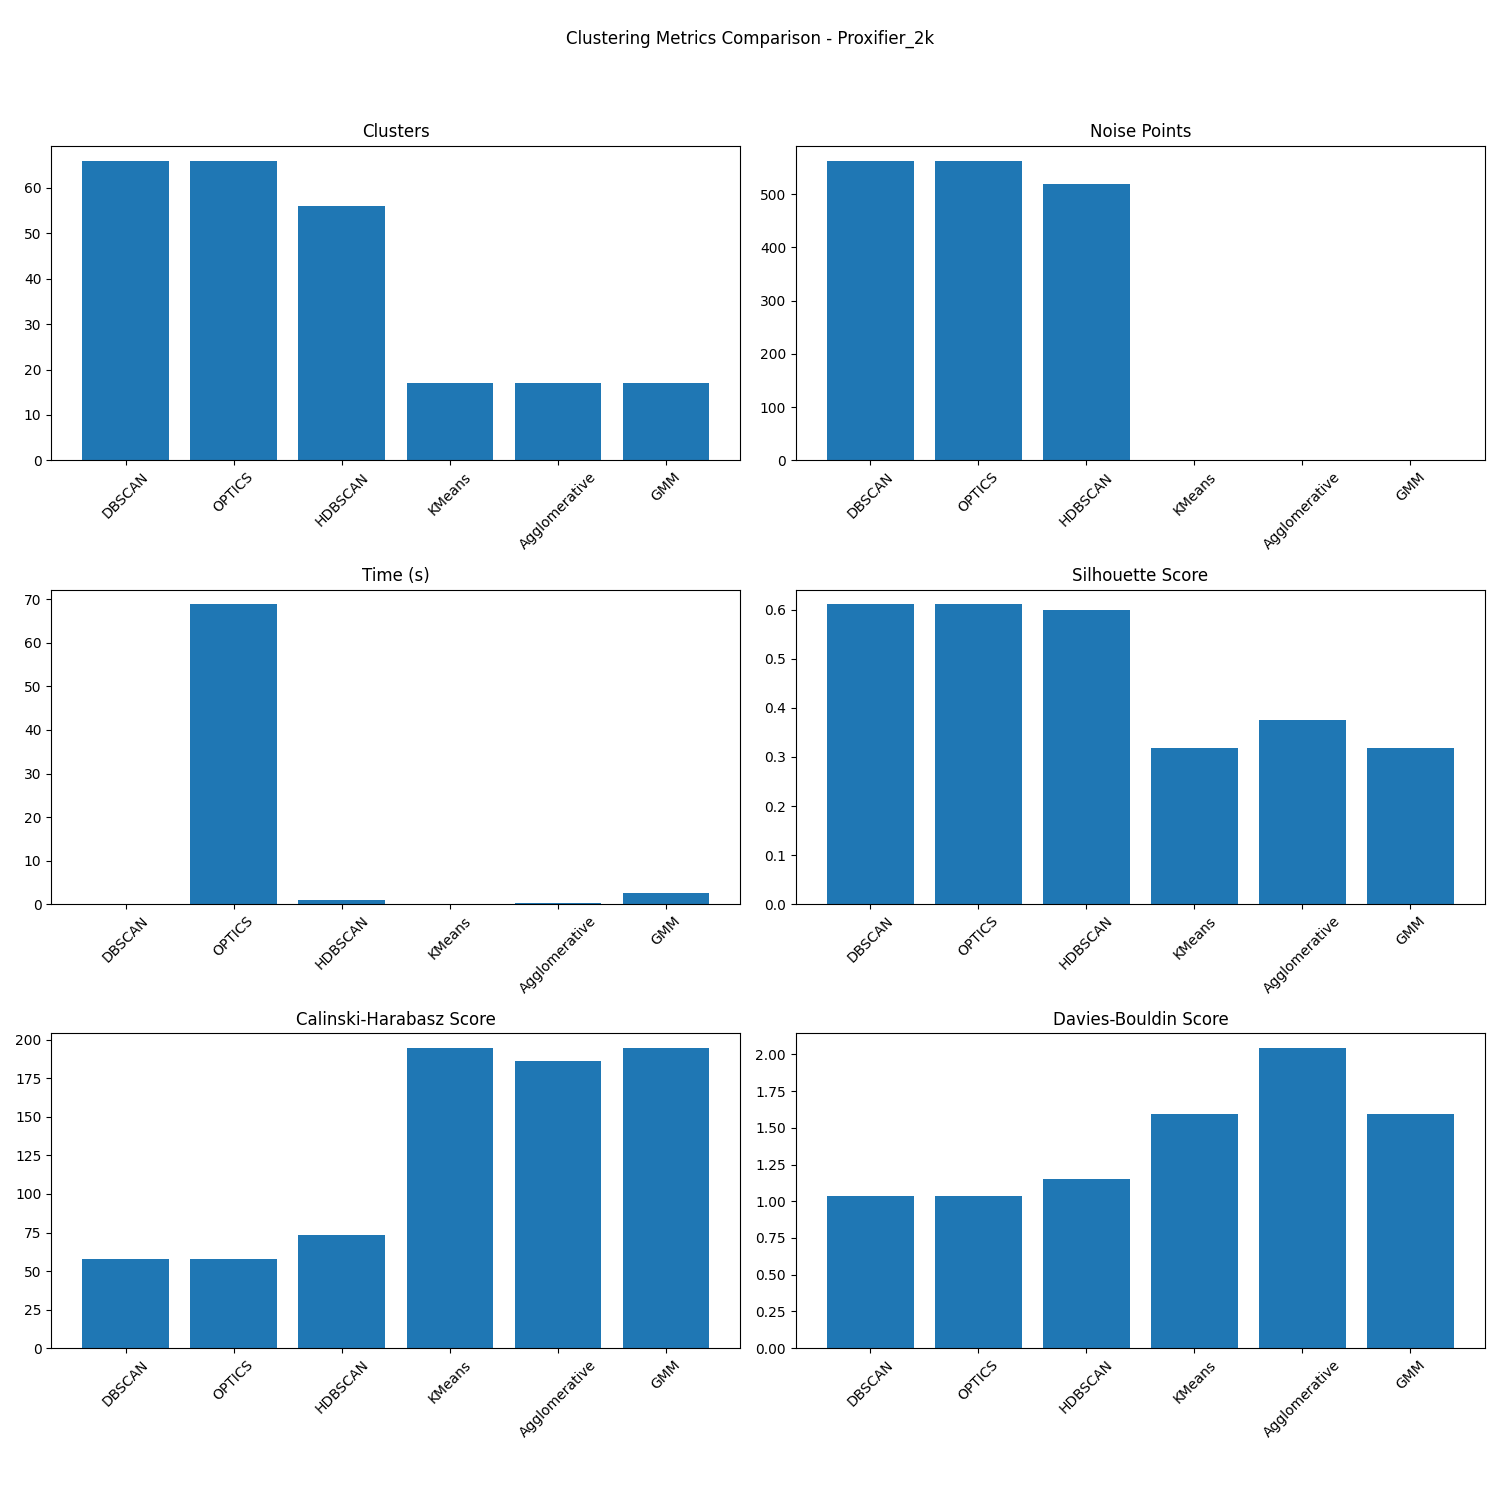 Clustering Metrics Comparison - Proxifier_2k
Clusters
60
50
40
30
20
10
0
DBSCAN
OPTICS
HDBSCAN
KMeans
Agglomerative
GMM
Noise Points
500
400
300
200
100
0
DBSCAN
OPTICS
HDBSCAN
KMeans
Agglomerative
GMM
Time (s)
70
60
50
40
30
20
10
0
DBSCAN
OPTICS
HDBSCAN
KMeans
Agglomerative
GMM
Silhouette Score
0.6
0.5
0.4
0.3
0.2
0.1
0.0
DBSCAN
OPTICS
HDBSCAN
KMeans
Agglomerative
GMM
Calinski-Harabasz Score
200
175
150
125
100
75
50
25
0
DBSCAN
OPTICS
HDBSCAN
KMeans
Agglomerative
GMM
Davies-Bouldin Score
2.00
1.75
1.50
1.25
1.00
0.75
0.50
0.25
0.00
DBSCAN
OPTICS
HDBSCAN
KMeans
Agglomerative
GMM